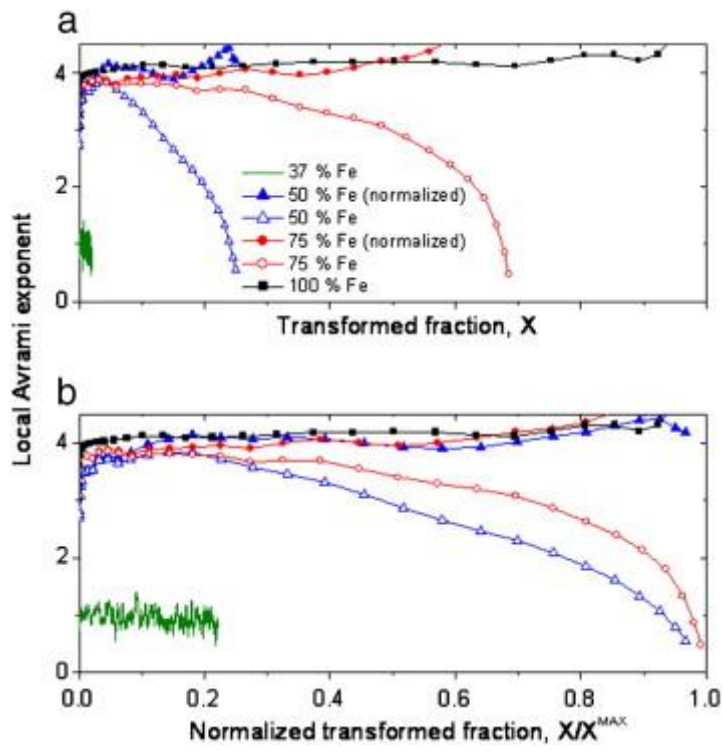 a
4
2
0
37 % Fe
50 % Fe (normalized)
50 % Fe
75 % Fe (normalized)
75 % Fe
100 % Fe
Transformed fraction, X
Local Avrami exponent
b
4
2
0
0.0 0.2 0.4 0.6 0.8 1.0
Normalized transformed fraction, X/X^MAX